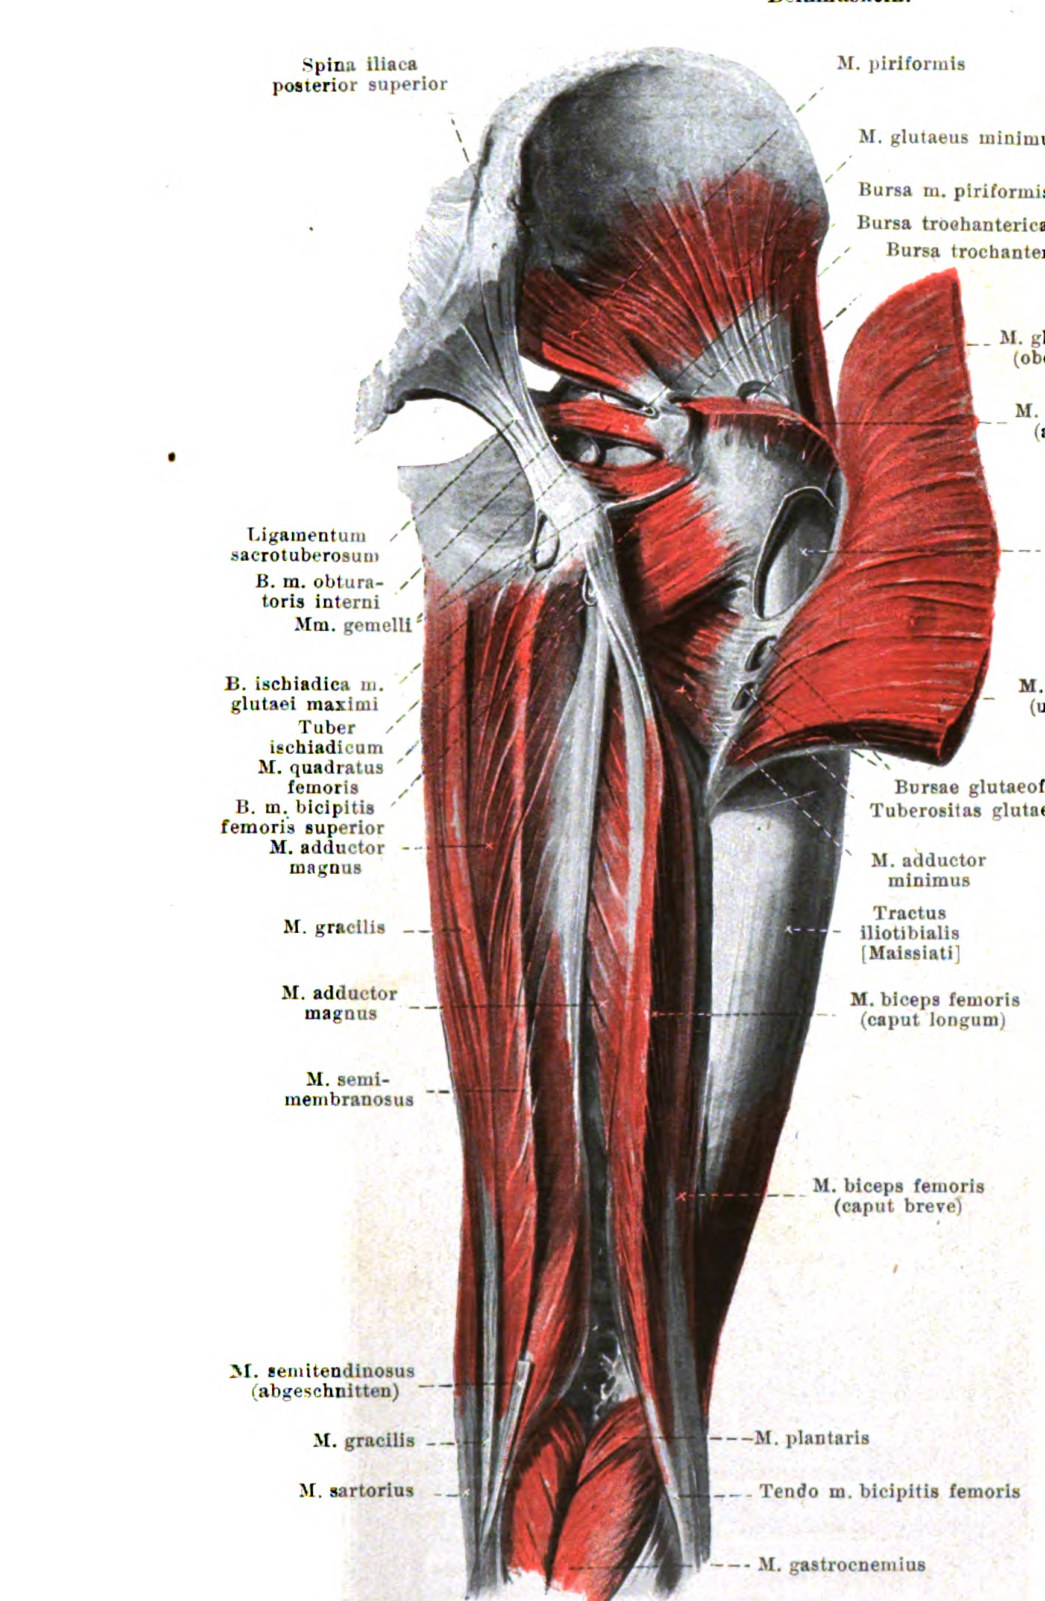 Spina iliaca
posterior superior
Ligamentum
sacrotuberosum
B. m. obtura-
toris interni
Mm. gemelli
B. ischiadica m.
glutaei maximi
Tuber
ischiadicum
M. quadratus
femoris
B. m. bicipitis
femoris superior
M. adductor
magnus
M. gracilis
M. adductor
magnus
M. semi-
membranosus
M. semitendinosus
(abgeschnitten)
M. gracilis
M. sartorius
M. piriformis
M. glutaeus minimu
Bursa m. piriformis
Bursa trochanterica
Bursa trochanter
M. gl
(obe
M.
(a
M.
(u
Bursae glutaeof
Tuberositas glutae
M. adductor
minimus
Tractus
iliotibialis
[Maissiati]
M. biceps femoris
(caput longum)
M. biceps femoris
(caput breve)
M. plantaris
Tendo m. bicipitis femoris
M. gastrocnemius